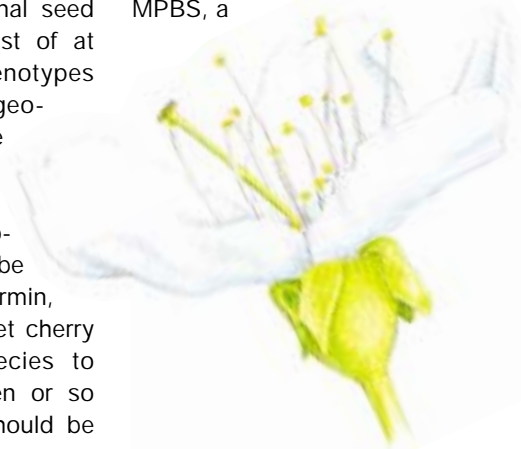 nal seed
st of at
enotypes
geo-
e
o-
be
rmin,
et cherry
ecies to
en or so
hould be
MPBS, a